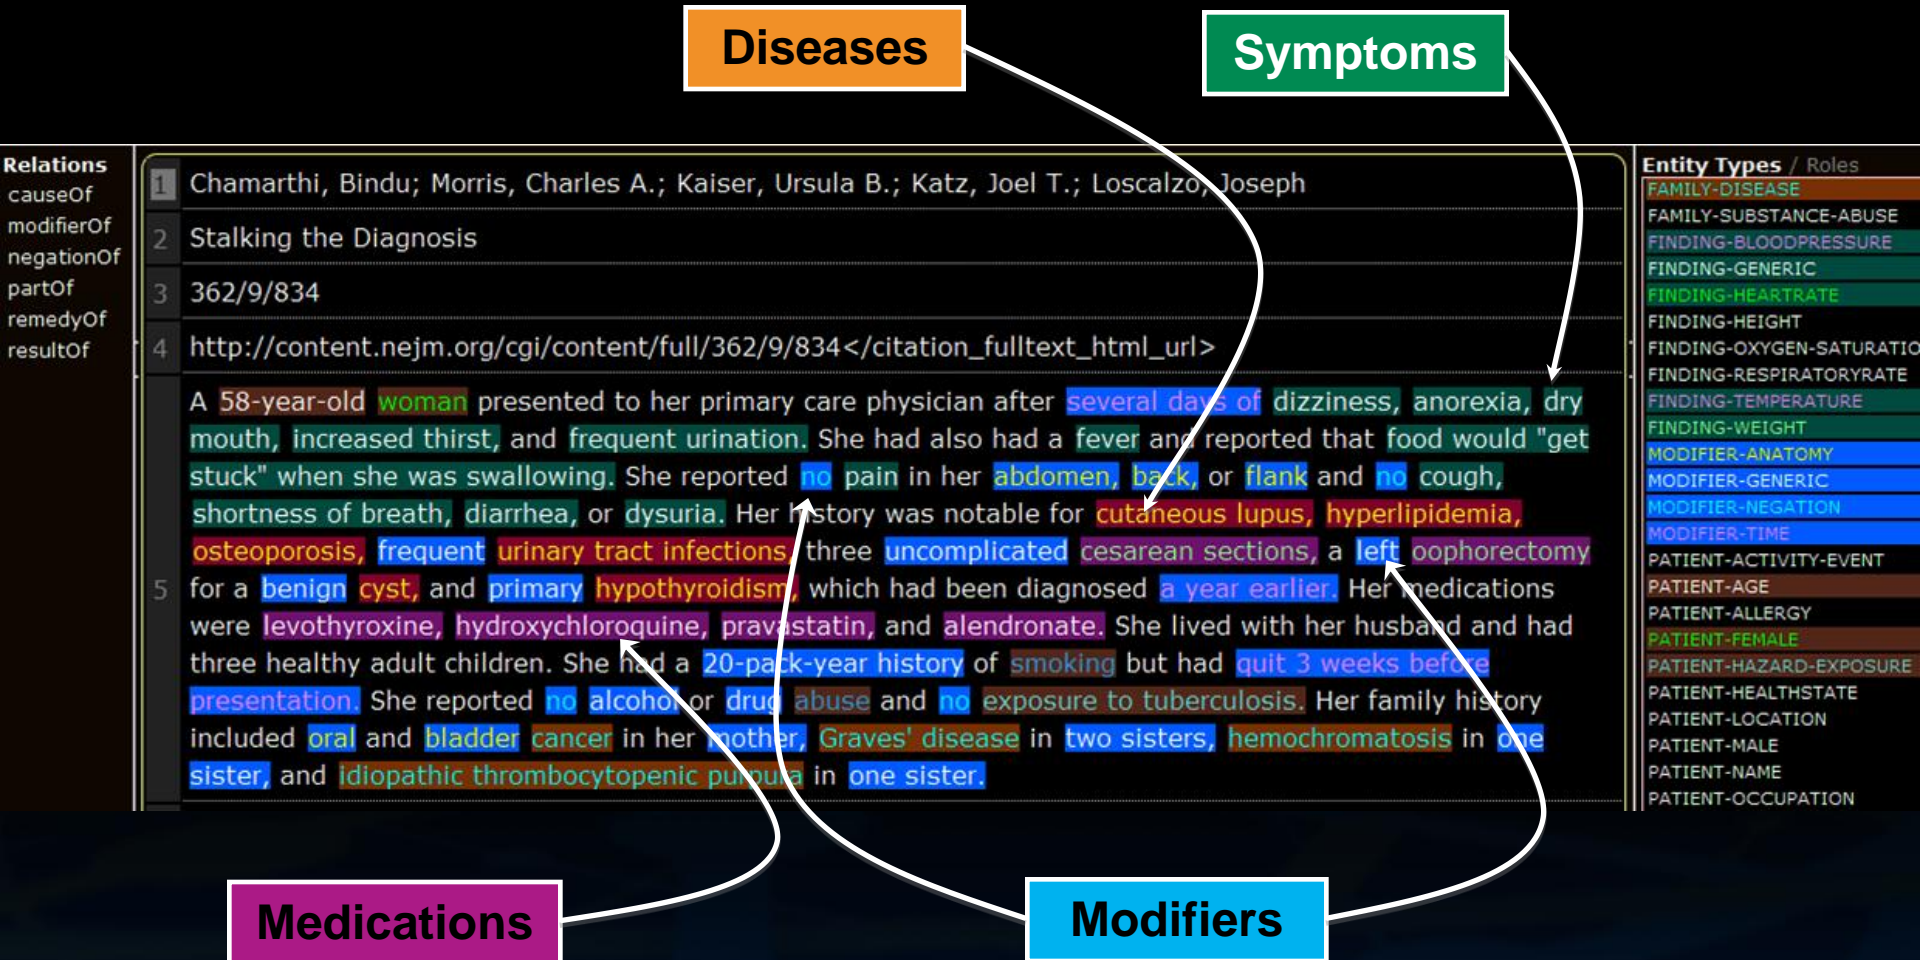 Diseases
Symptoms
Relations
causeOf
modifierOf
negationOf
partOf
remedyOf
resultOf
1 Chamarthi, Bindu; Morris, Charles A.; Kaiser, Ursula B.; Katz, Joel T.; Loscalzo, Joseph
2 Stalking the Diagnosis
3 362/9/834
4 http://content.nejm.org/cgi/content/full/362/9/834</citation_fulltext_html_url>
A 58-year-old woman presented to her primary care physician after several days of dizziness, anorexia, dry
mouth, increased thirst, and frequent urination. She had also had a fever and reported that food would "get
stuck" when she was swallowing. She reported no pain in her abdomen, back, or flank and no cough,
shortness of breath, diarrhea, or dysuria. Her history was notable for cutaneous lupus, hyperlipidemia,
osteoporosis, frequent urinary tract infections, three uncomplicated cesarean sections, a left oophorectomy
5 for a benign cyst, and primary hypothyroidism, which had been diagnosed a year earlier. Her medications
were levothyroxine, hydroxychloroquine, pravastatin, and alendronate. She lived with her husband and had
three healthy adult children. She had a 20-pack-year history of smoking but had quit 3 weeks before
presentation. She reported no alcohol or drug abuse and no exposure to tuberculosis. Her family history
included oral and bladder cancer in her mother, Graves' disease in two sisters, hemochromatosis in one
sister, and idiopathic thrombocytopenic purpura in one sister.
Entity Types / Roles
FAMILY-DISEASE
FAMILY-SUBSTANCE-ABUSE
FINDING-BLOODPRESSURE
FINDING-GENERIC
FINDING-HEARTRATE
FINDING-HEIGHT
FINDING-OXYGEN-SATURATIO
FINDING-RESPIRATORYRATE
FINDING-TEMPERATURE
FINDING-WEIGHT
MODIFIER-ANATOMY
MODIFIER-GENERIC
MODIFIER-NEGATION
MODIFIER-TIME
PATIENT-ACTIVITY-EVENT
PATIENT-AGE
PATIENT-ALLERGY
PATIENT-FEMALE
PATIENT-HAZARD-EXPOSURE
PATIENT-HEALTHSTATE
PATIENT-LOCATION
PATIENT-MALE
PATIENT-NAME
PATIENT-OCCUPATION
Medications
Modifiers